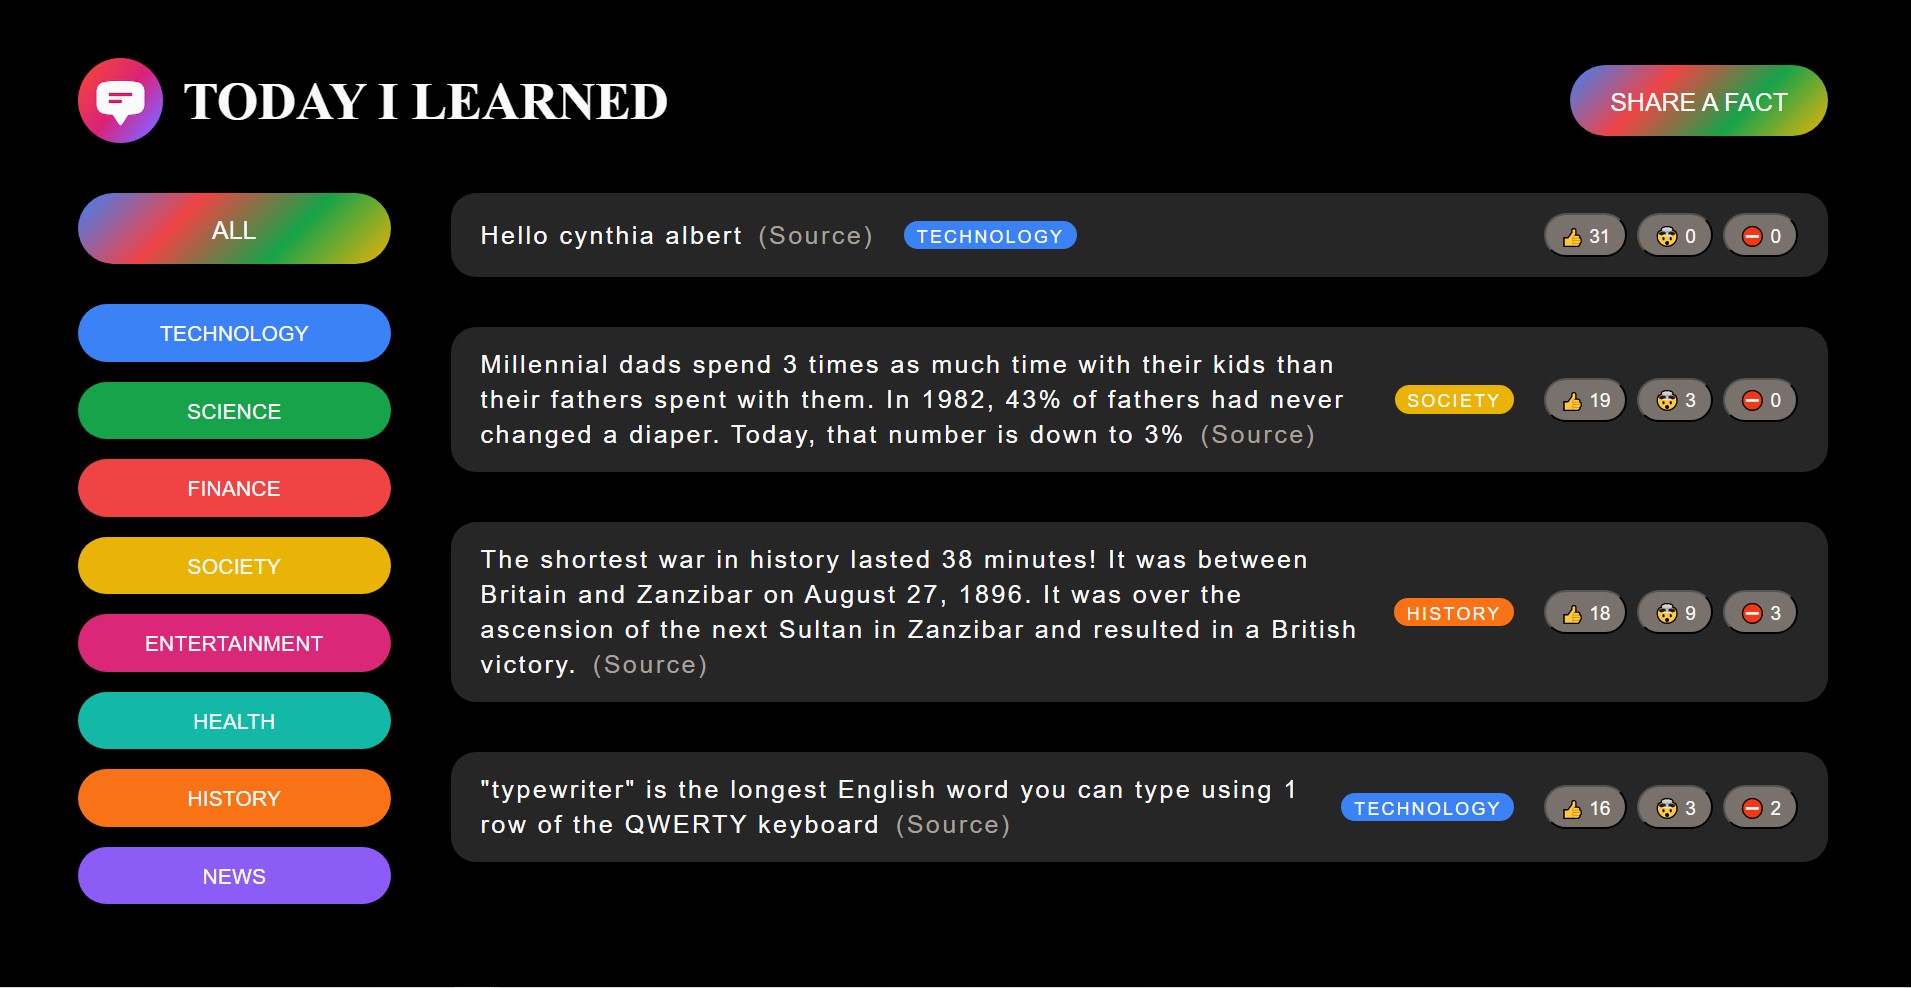 TODAY I LEARNED
SHARE A FACT
ALL
TECHNOLOGY
SCIENCE
FINANCE
SOCIETY
ENTERTAINMENT
HEALTH
HISTORY
NEWS
Hello cynthia albert (Source) TECHNOLOGY 👍 31 🤯 0 ⛔ 0
Millennial dads spend 3 times as much time with their kids than
their fathers spent with them. In 1982, 43% of fathers had never
changed a diaper. Today, that number is down to 3% (Source)
SOCIETY 👍 19 🤯 3 ⛔ 0
The shortest war in history lasted 38 minutes! It was between
Britain and Zanzibar on August 27, 1896. It was over the
ascension of the next Sultan in Zanzibar and resulted in a British
victory. (Source)
HISTORY 👍 18 🤯 9 ⛔ 3
"typewriter" is the longest English word you can type using 1
row of the QWERTY keyboard (Source)
TECHNOLOGY 👍 16 🤯 3 ⛔ 2